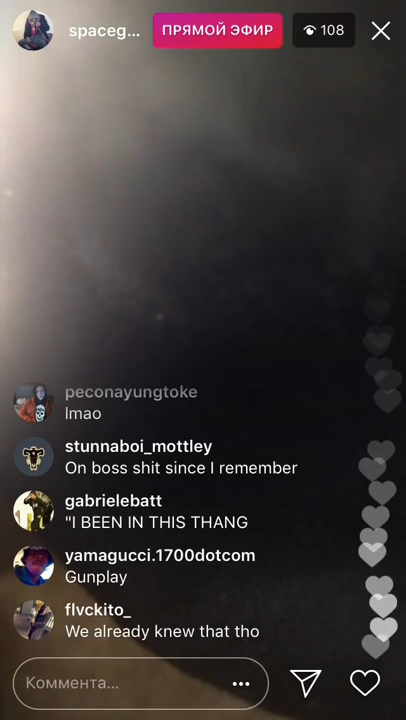 spaceg...
ПРЯМОЙ ЭФИР
108
peconayungtoke
lmao
stunnaboi_mottley
On boss shit since I remember
gabrielebatt
"I BEEN IN THIS THANG
yamagucci.1700dotcom
Gunplay
flvckito_
We already knew that tho
Коммента...